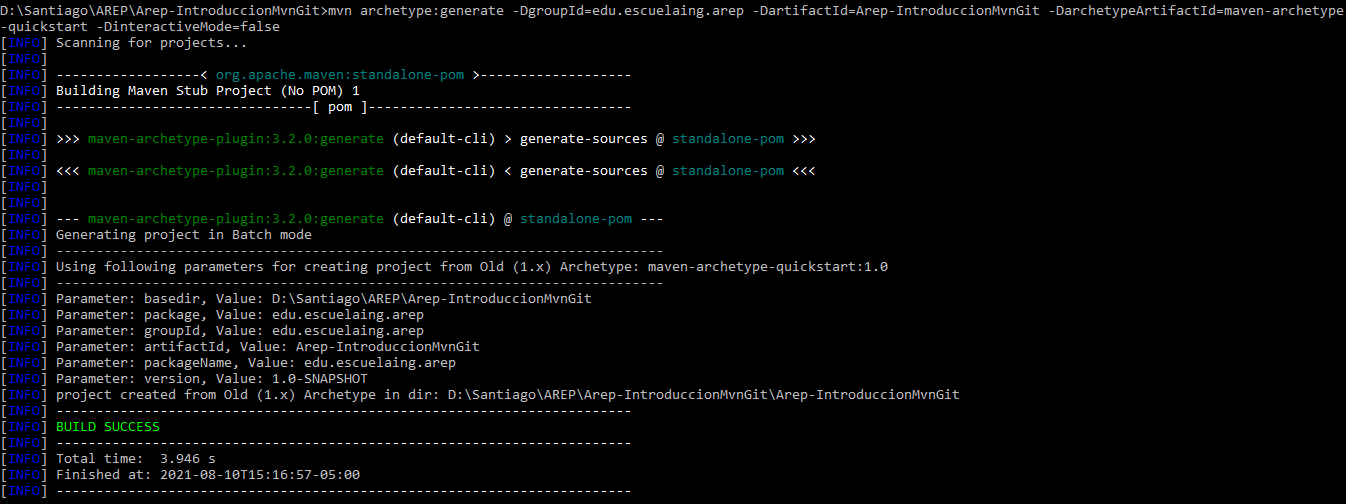 D:\Santiago\AREP\Arep-IntroduccionMvnGit>mvn archetype:generate -DgroupId=edu.escuelaing.arep -DartifactId=Arep-IntroduccionMvnGit -DarchetypeArtifactId=maven-archetype
-quickstart -DinteractiveMode=false
[INFO] Scanning for projects...
[INFO]
[INFO] ------------------< org.apache.maven:standalone-pom >-------------------
[INFO] Building Maven Stub Project (No POM) 1
[INFO] --------------------------------[ pom ]---------------------------------
[INFO]
[INFO] >>> maven-archetype-plugin:3.2.0:generate (default-cli) > generate-sources @ standalone-pom >>>
[INFO]
[INFO] <<< maven-archetype-plugin:3.2.0:generate (default-cli) < generate-sources @ standalone-pom <<<
[INFO]
[INFO]
[INFO] --- maven-archetype-plugin:3.2.0:generate (default-cli) @ standalone-pom ---
[INFO] Generating project in Batch mode
[INFO] ----------------------------------------------------------------------------
[INFO] Using following parameters for creating project from Old (1.x) Archetype: maven-archetype-quickstart:1.0
[INFO] ----------------------------------------------------------------------------
[INFO] Parameter: basedir, Value: D:\Santiago\AREP\Arep-IntroduccionMvnGit
[INFO] Parameter: package, Value: edu.escuelaing.arep
[INFO] Parameter: groupId, Value: edu.escuelaing.arep
[INFO] Parameter: artifactId, Value: Arep-IntroduccionMvnGit
[INFO] Parameter: packageName, Value: edu.escuelaing.arep
[INFO] Parameter: version, Value: 1.0-SNAPSHOT
[INFO] project created from Old (1.x) Archetype in dir: D:\Santiago\AREP\Arep-IntroduccionMvnGit\Arep-IntroduccionMvnGit
[INFO] ------------------------------------------------------------------------
[INFO] BUILD SUCCESS
[INFO] ------------------------------------------------------------------------
[INFO] Total time:  3.946 s
[INFO] Finished at: 2021-08-10T15:16:57-05:00
[INFO] ------------------------------------------------------------------------